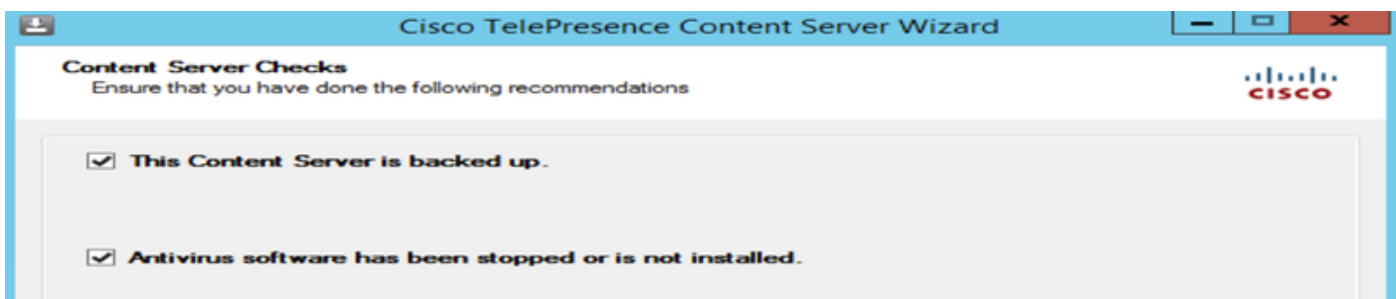 Cisco TelePresence Content Server Wizard
Content Server Checks
Ensure that you have done the following recommendations
CISCO
This Content Server is backed up.
Antivirus software has been stopped or is not installed.